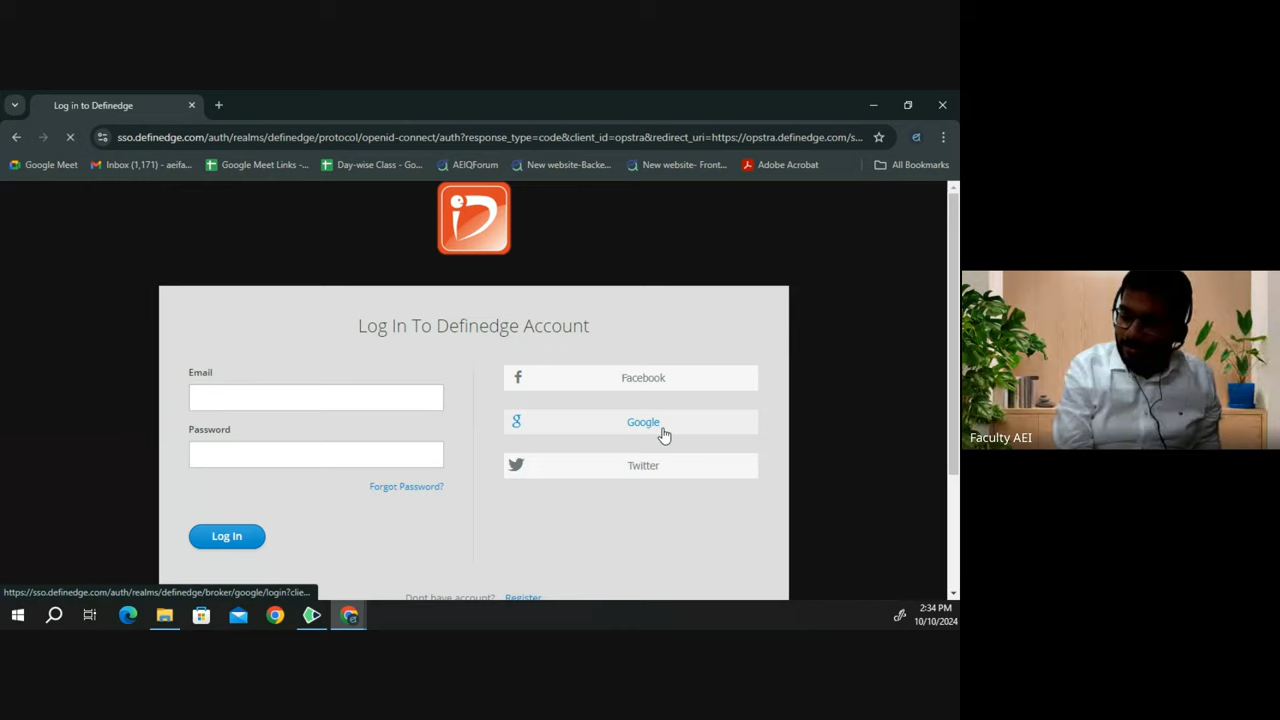 Log in to Definedge
sso.definedge.com/auth/realms/definedge/protocol/openid-connect/auth?response_type=code&client_id=opstra&redirect_uri=https://opstra.definedge.com/s...
Google Meet
Inbox (1,171) - aeifa...
Google Meet Links -...
Day-wise Class - Go...
AEIQForum
New website-Backe...
New website- Front...
Adobe Acrobat
All Bookmarks
Log In To Definedge Account
Email
Password
Forgot Password?
Log In
Facebook
Google
Twitter
Dont have account? Register
https://sso.definedge.com/auth/realms/definedge/broker/google/login?clie...
2:34 PM
10/10/2024
Faculty AEI